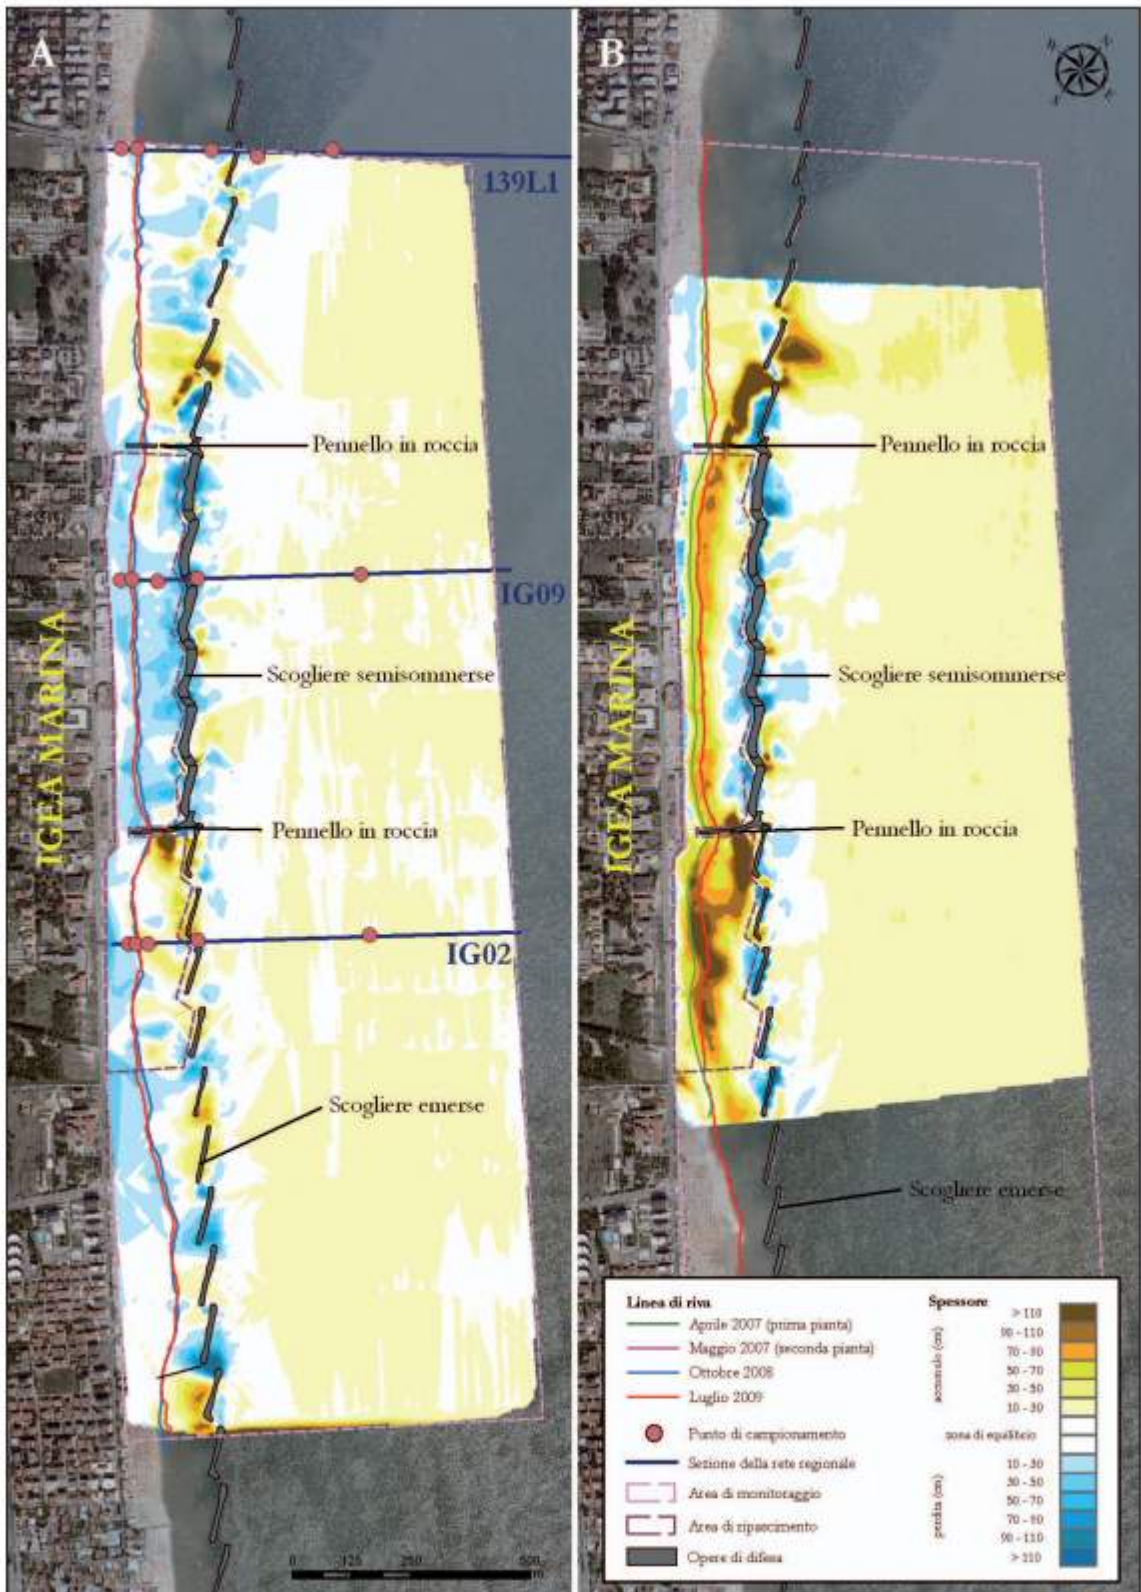 A
139L1
Pennello in roccia
IG09
IGEA MARINA
Scogliere semisommerse
Pennello in roccia
IG02
Scogliere emerse
0 125 250 500
m
B
Pennello in roccia
IGEA MARINA
Scogliere semisommerse
Pennello in roccia
Scogliere emerse
Linea di riva
Aprile 2007 (prima pianta)
Maggio 2007 (seconda pianta)
Ottobre 2008
Luglio 2009
Punto di campionamento
Sezione della rete regionale
Area di monitoraggio
Area di ripascimento
Opere di difesa
Spessore
accumulo (cm)
> 110
90 - 110
70 - 90
50 - 70
30 - 50
10 - 30
zona di equilibrio
perdita (cm)
10 - 30
30 - 50
50 - 70
70 - 90
90 - 110
> 110